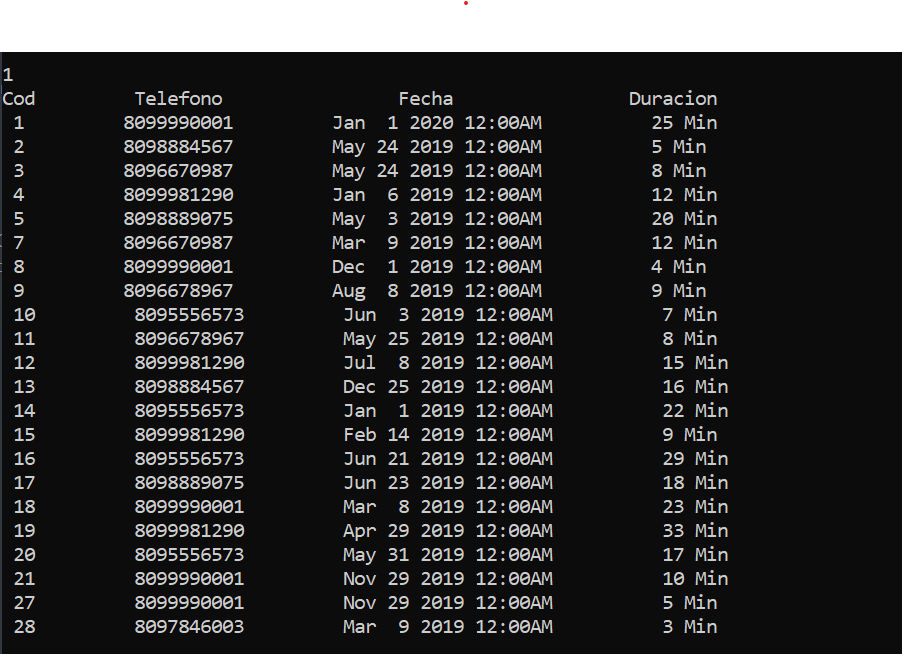 1
Cod Telefono Fecha Duracion
1 8099990001 Jan 1 2020 12:00AM 25 Min
2 8098884567 May 24 2019 12:00AM 5 Min
3 8096670987 May 24 2019 12:00AM 8 Min
4 8099981290 Jan 6 2019 12:00AM 12 Min
5 8098889075 May 3 2019 12:00AM 20 Min
7 8096670987 Mar 9 2019 12:00AM 12 Min
8 8099990001 Dec 1 2019 12:00AM 4 Min
9 8096678967 Aug 8 2019 12:00AM 9 Min
10 8095556573 Jun 3 2019 12:00AM 7 Min
11 8096678967 May 25 2019 12:00AM 8 Min
12 8099981290 Jul 8 2019 12:00AM 15 Min
13 8098884567 Dec 25 2019 12:00AM 16 Min
14 8095556573 Jan 1 2019 12:00AM 22 Min
15 8099981290 Feb 14 2019 12:00AM 9 Min
16 8095556573 Jun 21 2019 12:00AM 29 Min
17 8098889075 Jun 23 2019 12:00AM 18 Min
18 8099990001 Mar 8 2019 12:00AM 23 Min
19 8099981290 Apr 29 2019 12:00AM 33 Min
20 8095556573 May 31 2019 12:00AM 17 Min
21 8099990001 Nov 29 2019 12:00AM 10 Min
27 8099990001 Nov 29 2019 12:00AM 5 Min
28 8097846003 Mar 9 2019 12:00AM 3 Min